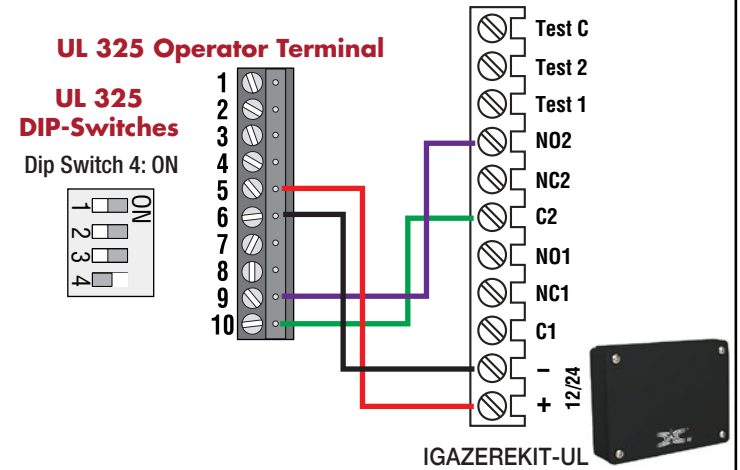 UL 325 Operator Terminal
UL 325
DIP-Switches
Dip Switch 4: ON
ON
1
2
3
4
1
2
3
4
5
6
7
8
9
10
Test C
Test 2
Test 1
NO2
NC2
C2
NO1
NC1
C1
–
+
12/24
IGAZEREKIT-UL